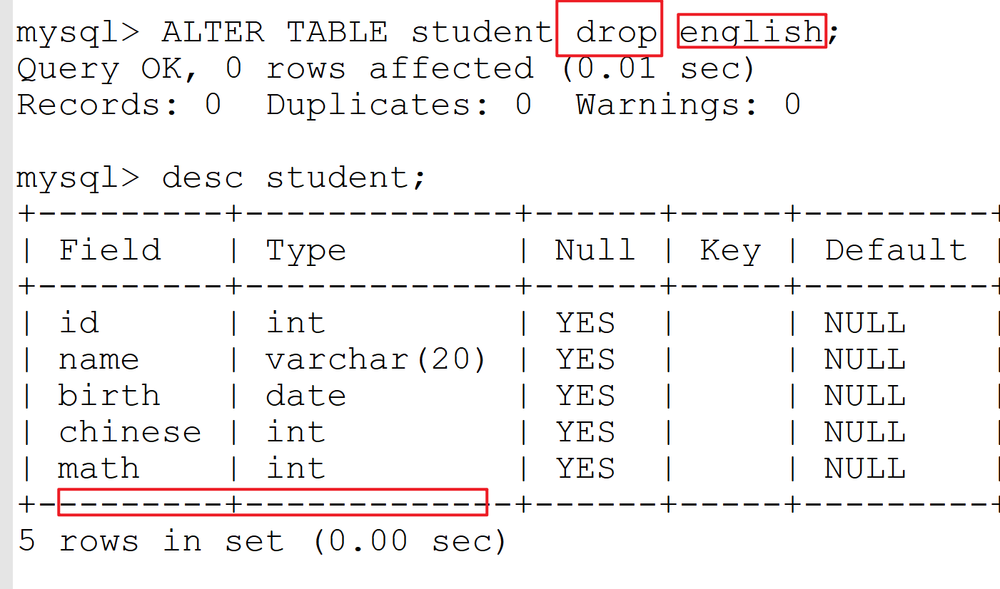 mysql> ALTER TABLE student drop english;
Query OK, 0 rows affected (0.01 sec)
Records: 0  Duplicates: 0  Warnings: 0
mysql> desc student;
+---------+-------------+------+-----+---------+
| Field   | Type        | Null | Key | Default |
+---------+-------------+------+-----+---------+
| id      | int         | YES  |     | NULL    |
| name    | varchar(20) | YES  |     | NULL    |
| birth   | date        | YES  |     | NULL    |
| chinese | int         | YES  |     | NULL    |
| math    | int         | YES  |     | NULL    |
+---------+-------------+------+-----+---------+
5 rows in set (0.00 sec)